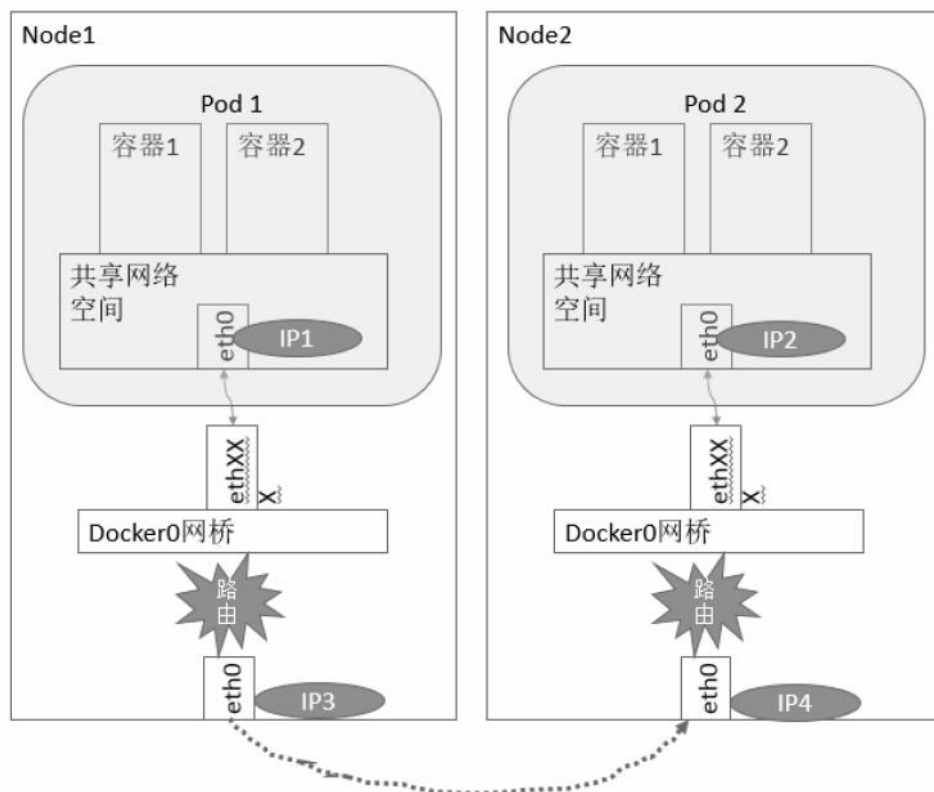 Node1
Pod 1
容器1
容器2
共享网络
空间
eth0
IP1
ethXX
X
Docker0网桥
路
由
eth0
IP3
Node2
Pod 2
容器1
容器2
共享网络
空间
eth0
IP2
ethXX
X
Docker0网桥
路
由
eth0
IP4